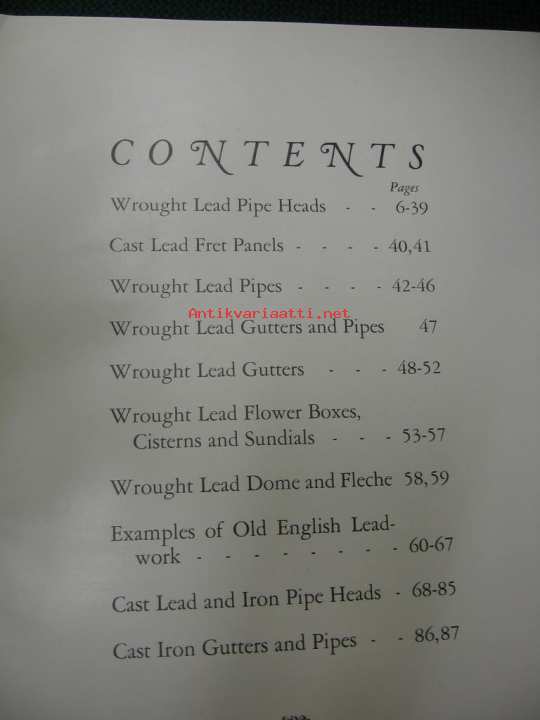 CONTENTS
Pages
Wrought Lead Pipe Heads - - 6-39
Cast Lead Fret Panels - - - - 40,41
Wrought Lead Pipes - - - - 42-46
Antikvariaatti.net
Wrought Lead Gutters and Pipes 47
Wrought Lead Gutters - - - 48-52
Wrought Lead Flower Boxes,
Cisterns and Sundials - - - 53-57
Wrought Lead Dome and Fleche 58,59
Examples of Old English Lead-
work - - - - - - - - 60-67
Cast Lead and Iron Pipe Heads - 68-85
Cast Iron Gutters and Pipes - - 86,87